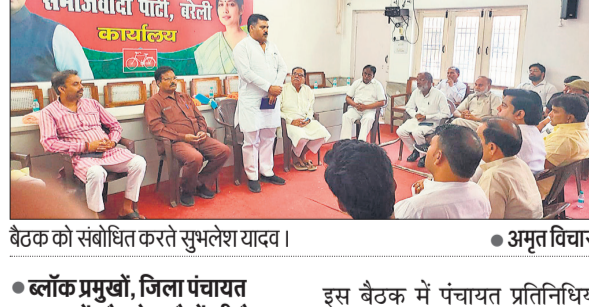 समाजवादी पार्टी, बरेली
कार्यालय
बैठक को संबोधित करते सुभलेश यादव।
● अमृत विचार
● ब्लॉक प्रमुखों, जिला पंचायत
इस बैठक में पंचायत प्रतिनिधिय